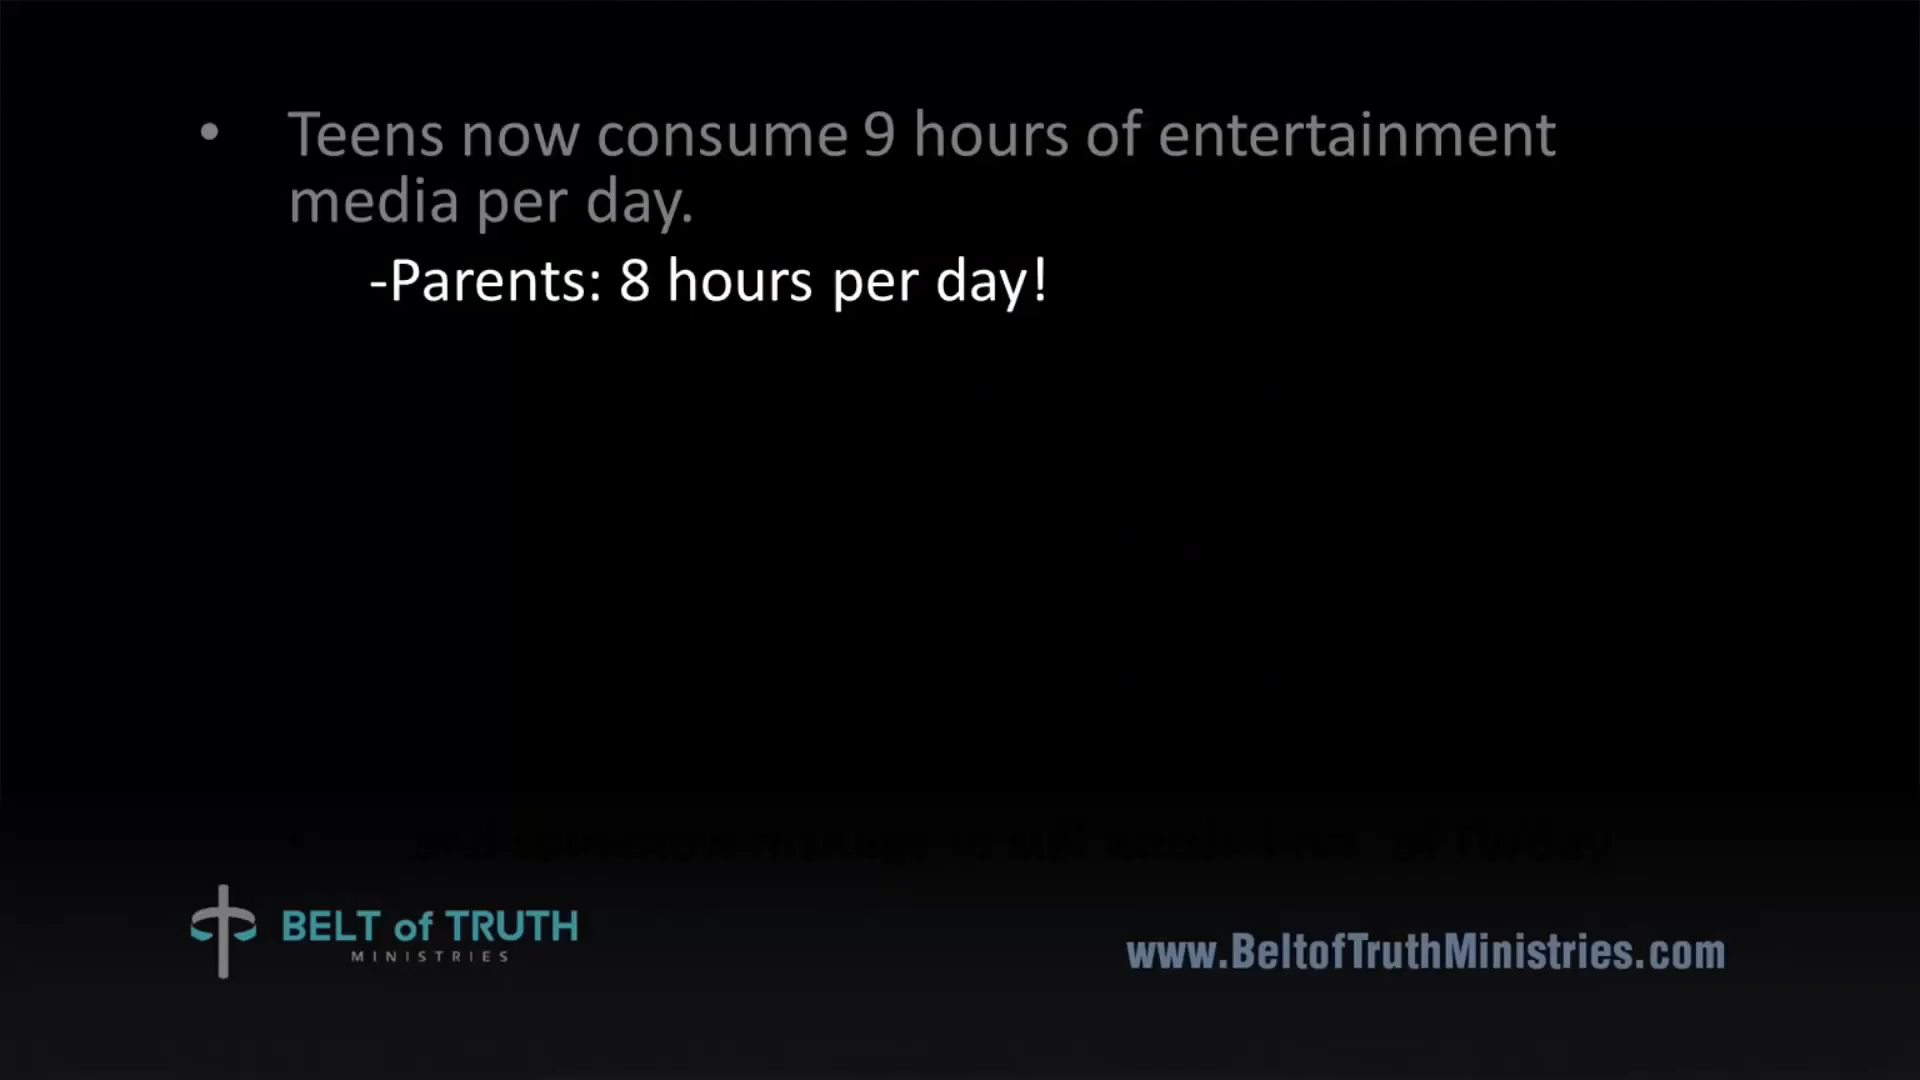 • Teens now consume 9 hours of entertainment
media per day.
-Parents: 8 hours per day!
BELT of TRUTH
MINISTRIES
www.BeltofTruthMinistries.com